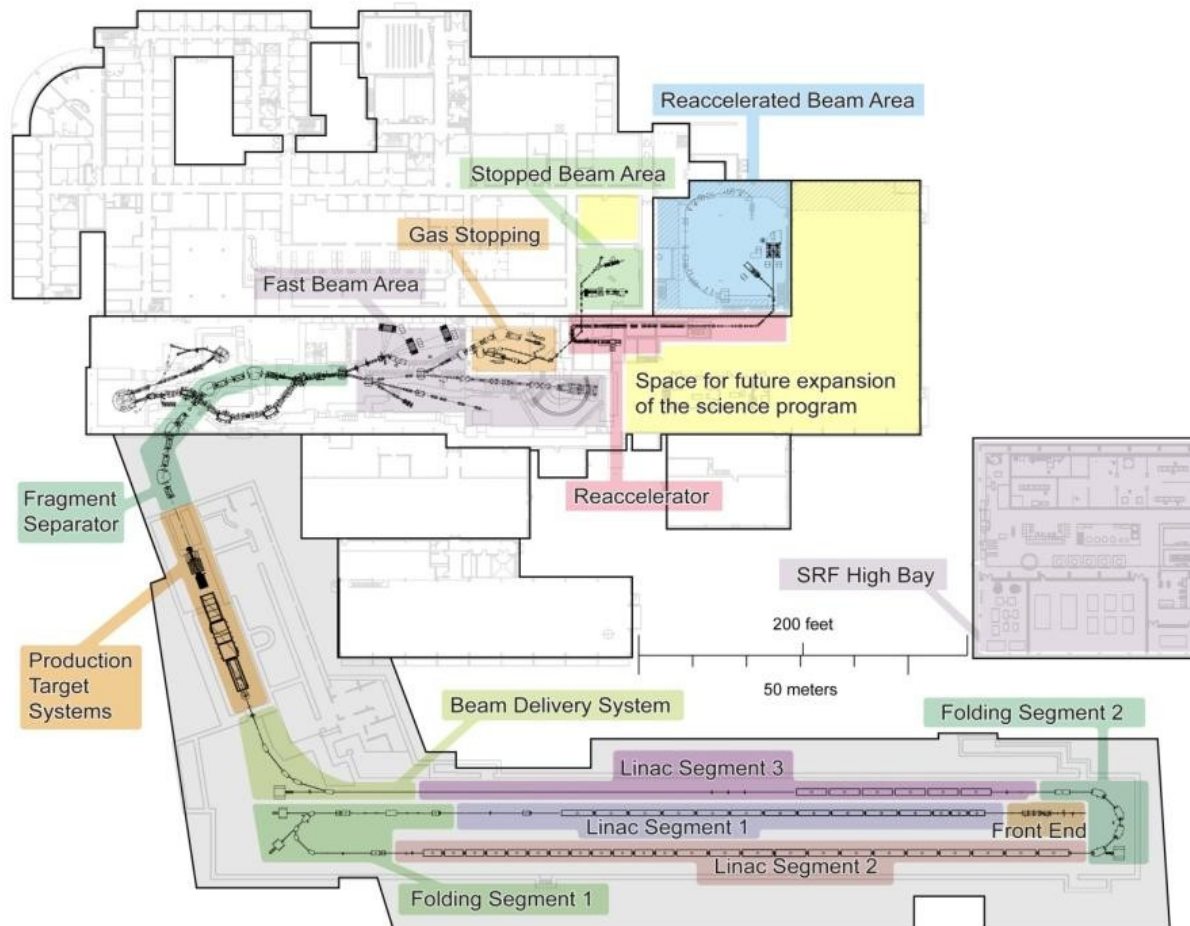 Reaccelerated Beam Area
Stopped Beam Area
Gas Stopping
Fast Beam Area
Space for future expansion
of the science program
Fragment
Separator
Reaccelerator
SRF High Bay
200 feet
50 meters
Production
Target
Systems
Beam Delivery System
Folding Segment 2
Linac Segment 3
Linac Segment 1
Front End
Linac Segment 2
Folding Segment 1